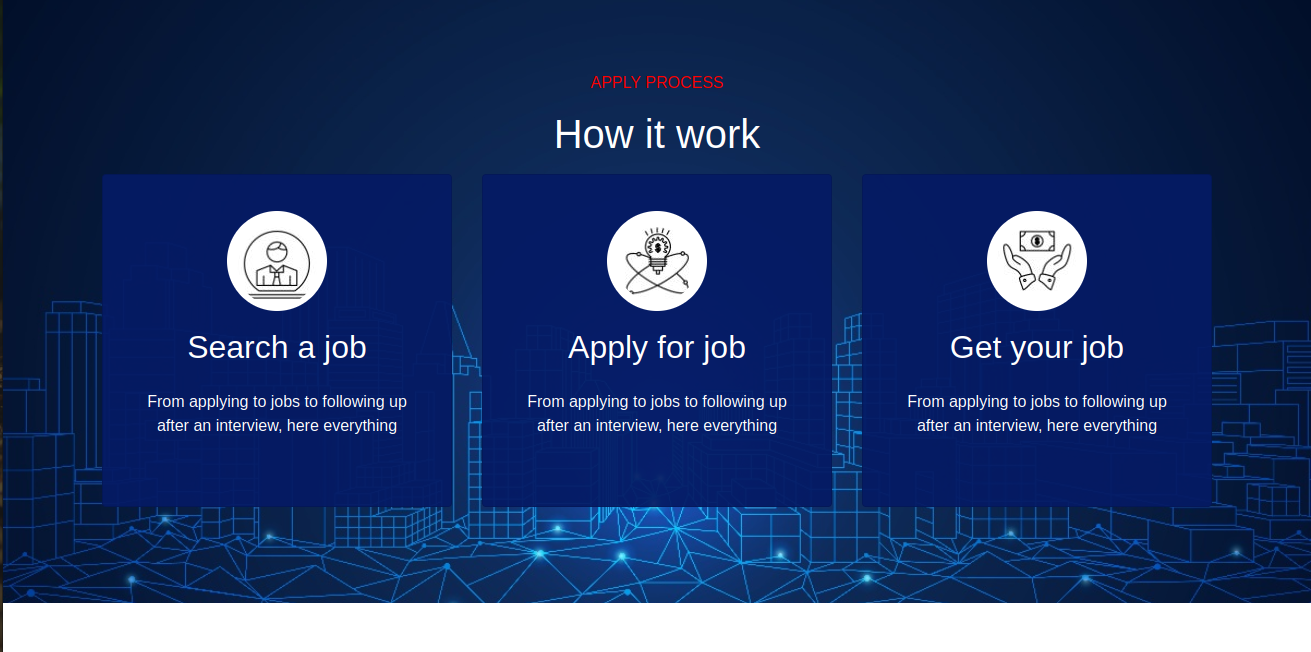 APPLY PROCESS
How it work
Search a job
From applying to jobs to following up
after an interview, here everything
Apply for job
From applying to jobs to following up
after an interview, here everything
Get your job
From applying to jobs to following up
after an interview, here everything